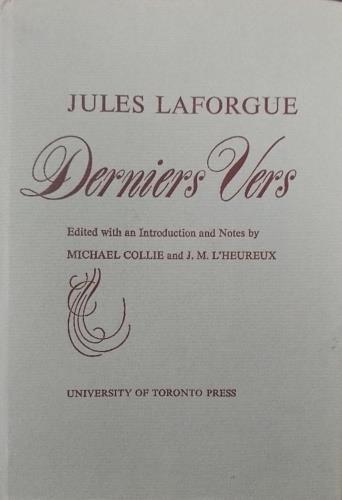 JULES LAFORGUE
Derniers Vers
Edited with an Introduction and Notes by
MICHAEL COLLIE and J. M. L'HEUREUX
UNIVERSITY OF TORONTO PRESS